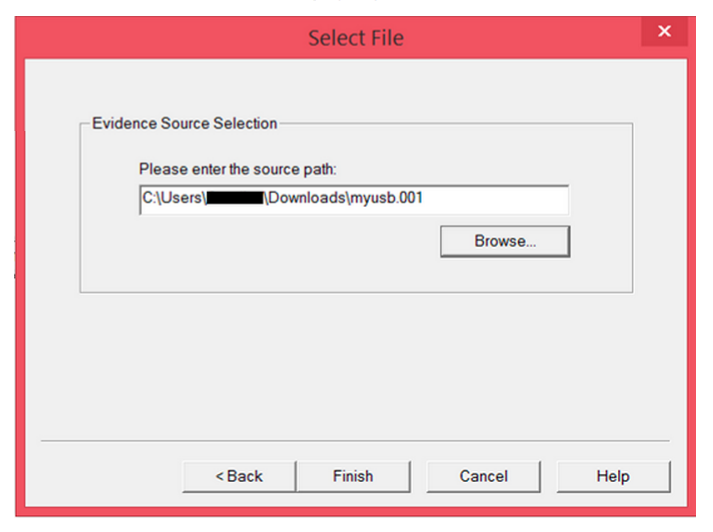 Select File
×
Evidence Source Selection
Please enter the source path:
C:\Users\ \Downloads\myusb.001
Browse...
< Back
Finish
Cancel
Help